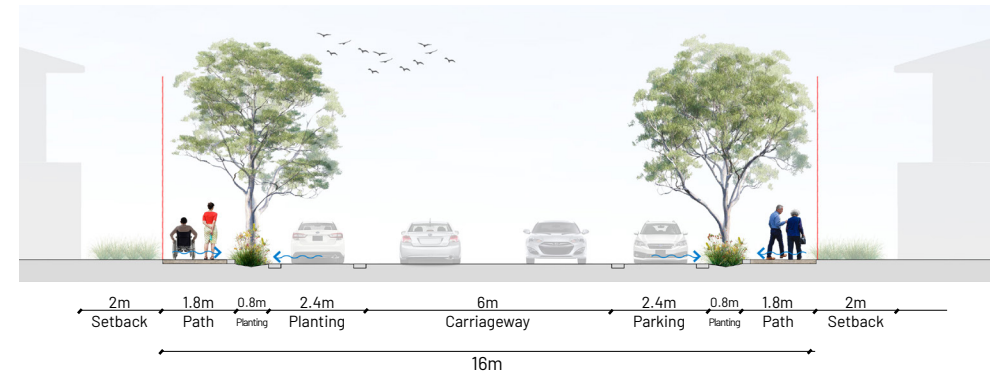 2m 1.8m 0.8m 2.4m 6m 2.4m 0.8m 1.8m 2m
Setback Path Planting Planting Carriageway Parking Planting Path Setback
16m